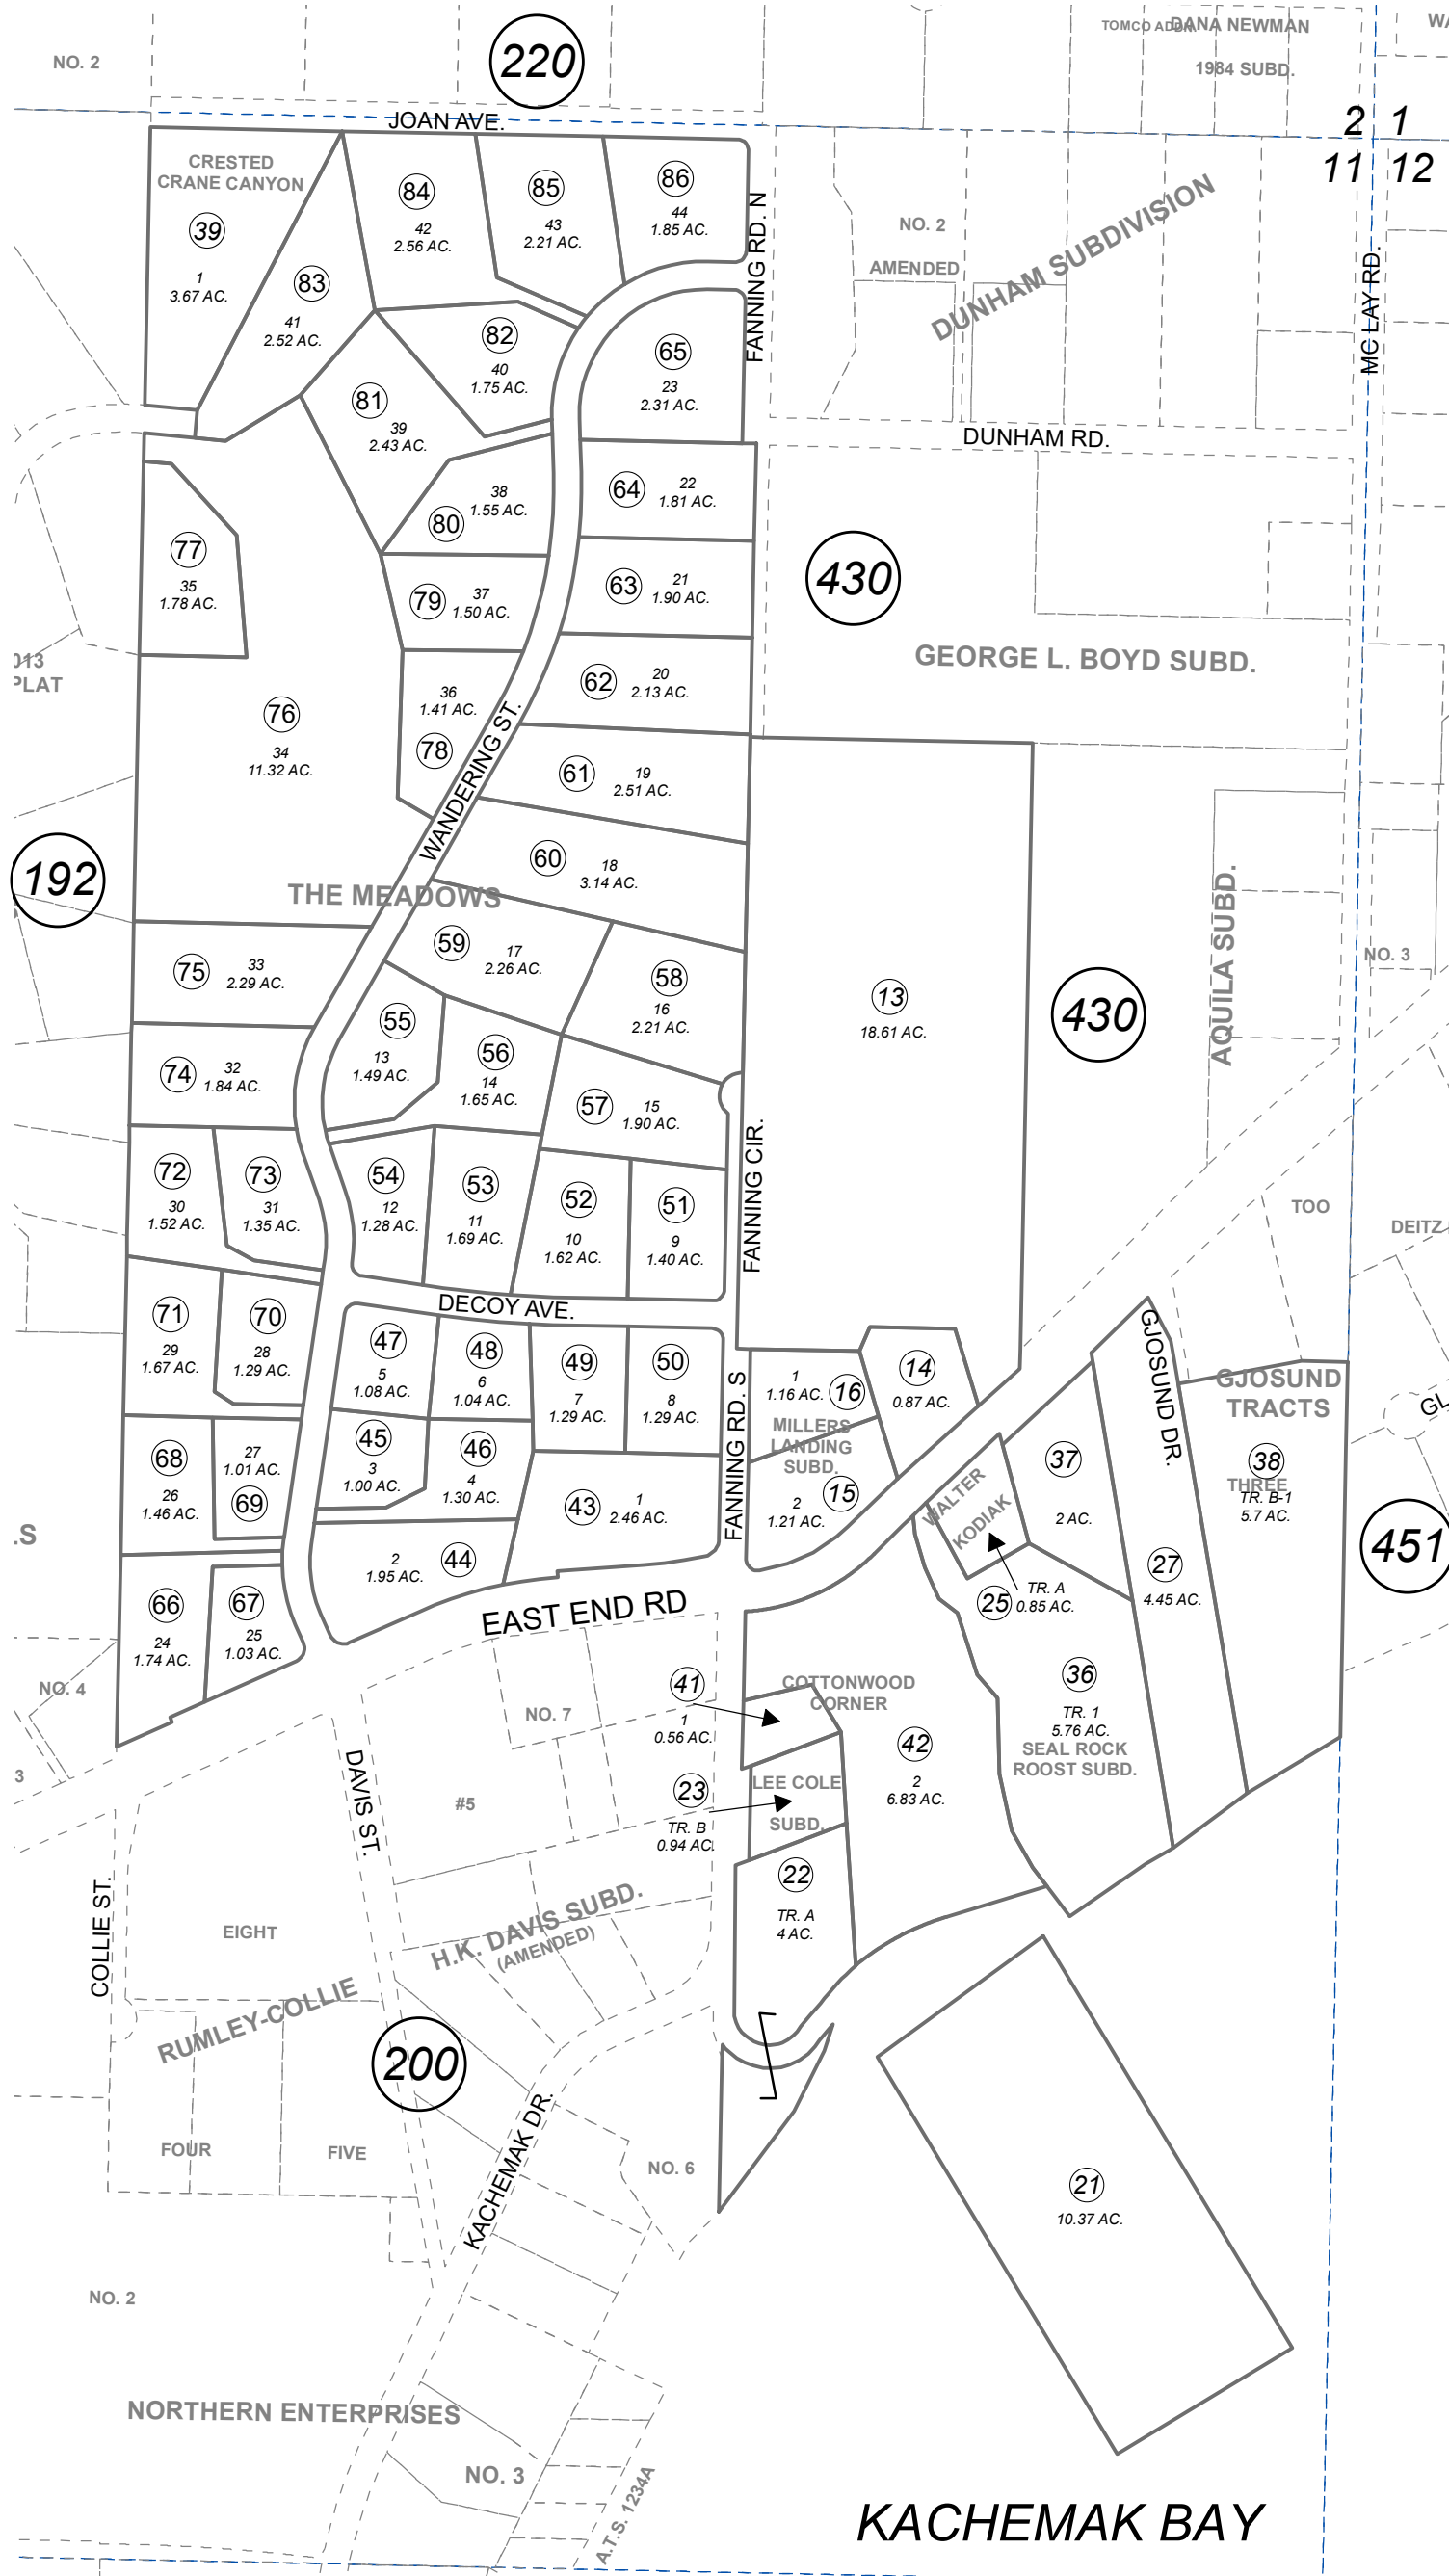 220
NO. 2
TOMCO ADDN.
DANA NEWMAN
1984 SUBD.
JOAN AVE.
2
1
11
12
CRESTED
CRANE CANYON
39
1
3.67 AC.
84
42
2.56 AC.
85
43
2.21 AC.
86
44
1.85 AC.
FANNING RD. N
NO. 2
AMENDED
DUNHAM SUBDIVISION
MC LAY RD.
83
41
2.52 AC.
82
40
1.75 AC.
65
23
2.31 AC.
81
39
2.43 AC.
DUNHAM RD.
80
38
1.55 AC.
64
22
1.81 AC.
77
35
1.78 AC.
79
37
1.50 AC.
63
21
1.90 AC.
430
GEORGE L. BOYD SUBD.
013
PLAT
76
34
11.32 AC.
36
1.41 AC.
78
62
20
2.13 AC.
WANDERING ST.
61
19
2.51 AC.
192
THE MEADOWS
60
18
3.14 AC.
59
17
2.26 AC.
58
16
2.21 AC.
75
33
2.29 AC.
13
18.61 AC.
430
AQUILA SUBD.
NO. 3
55
13
1.49 AC.
56
14
1.65 AC.
74
32
1.84 AC.
57
15
1.90 AC.
FANNING CIR.
72
30
1.52 AC.
73
31
1.35 AC.
54
12
1.28 AC.
53
11
1.69 AC.
52
10
1.62 AC.
51
9
1.40 AC.
TOO
DEITZ
DECOY AVE.
71
29
1.67 AC.
70
28
1.29 AC.
47
5
1.08 AC.
48
6
1.04 AC.
49
7
1.29 AC.
50
8
1.29 AC.
FANNING RD. S
1
1.16 AC.
16
14
0.87 AC.
MILLERS
LANDING
SUBD.
2
1.21 AC.
15
GJOSUND DR.
GJOSUND
TRACTS
38
THREE
TR. B-1
5.7 AC.
GL
68
26
1.46 AC.
27
1.01 AC.
69
45
3
1.00 AC.
46
4
1.30 AC.
43
1
2.46 AC.
WALTER
KODIAK
37
2 AC.
.S
451
2
1.95 AC.
44
EAST END RD
25
TR. A
0.85 AC.
27
4.45 AC.
66
24
1.74 AC.
67
25
1.03 AC.
NO. 4
NO. 7
41
1
0.56 AC.
COTTONWOOD
CORNER
36
TR. 1
5.76 AC.
SEAL ROCK
ROOST SUBD.
42
2
6.83 AC.
3
DAVIS ST.
#5
23
TR. B
0.94 AC.
LEE COLE
SUBD.
22
TR. A
4 AC.
COLLIE ST.
EIGHT
H.K. DAVIS SUBD.
(AMENDED)
RUMLEY-COLLIE
200
KACHEMAK DR.
FOUR
FIVE
NO. 6
21
10.37 AC.
NO. 2
NORTHERN ENTERPRISES
NO. 3
A.T.S. 1234A
KACHEMAK BAY